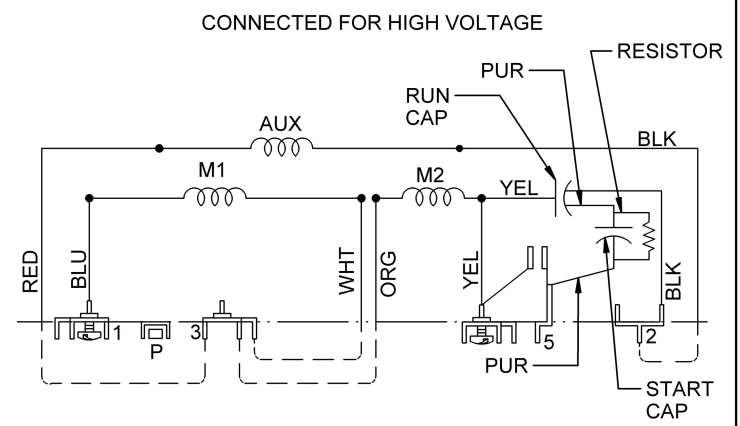 CONNECTED FOR HIGH VOLTAGE
RESISTOR
PUR
RUN
CAP
AUX
BLK
M1
M2
YEL
RED
BLU
WHT
ORG
YEL
BLK
1
P
3
5
2
PUR
START
CAP